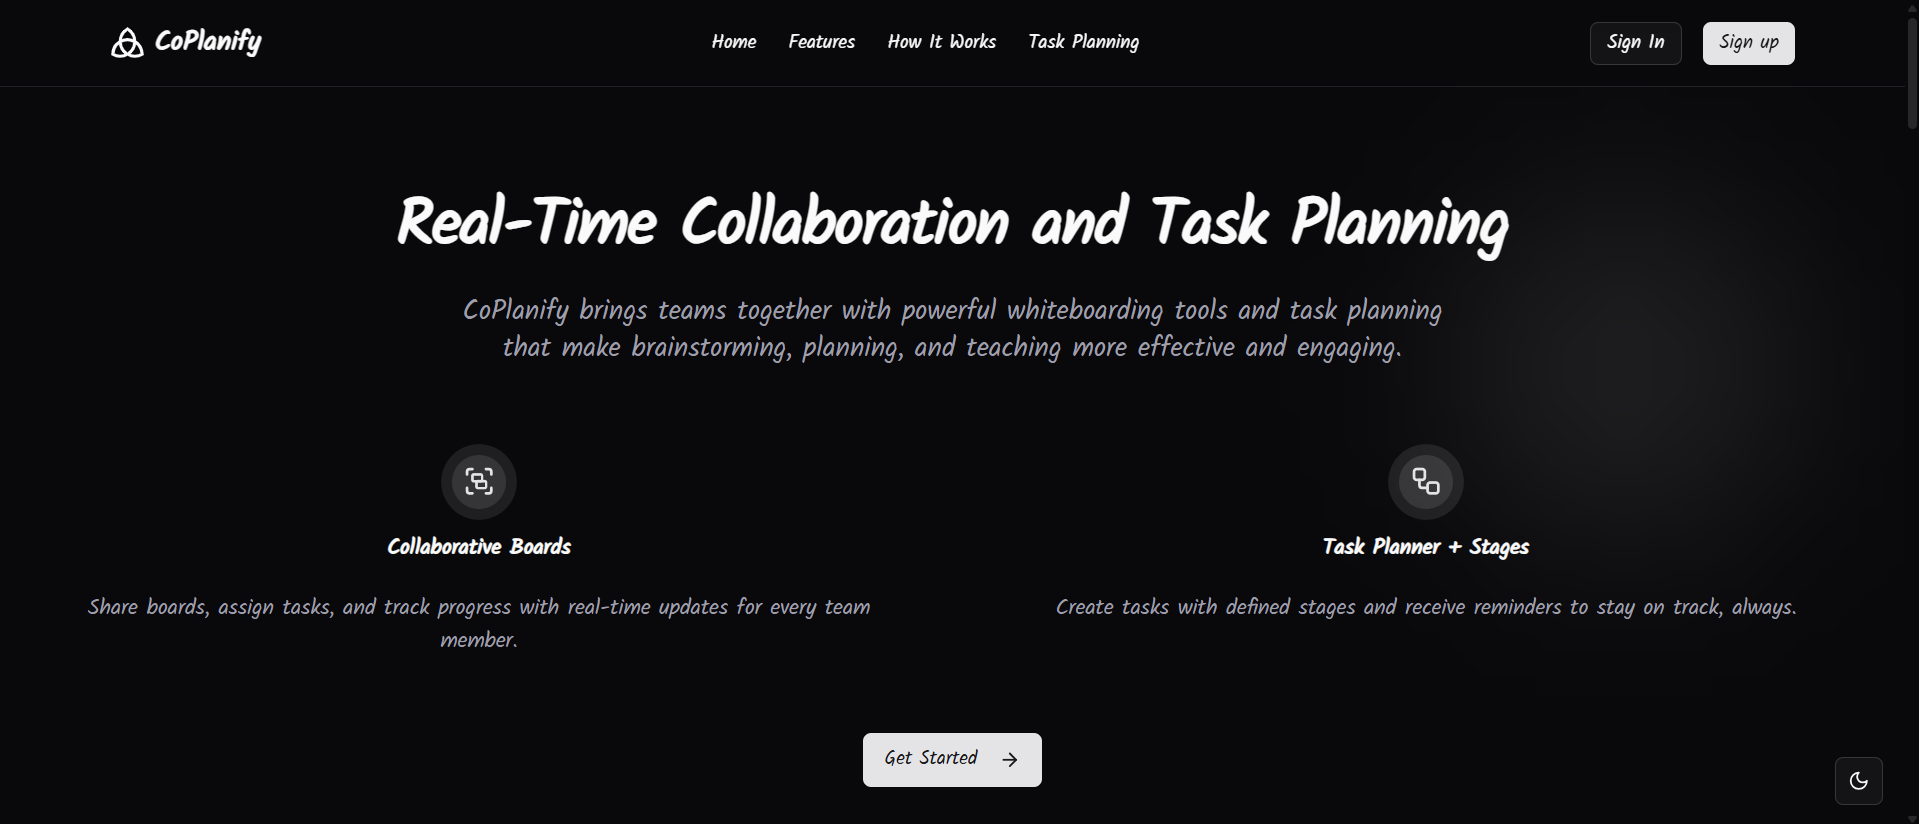 CoPlanify
Home
Features
How It Works
Task Planning
Sign In
Sign up
Real-Time Collaboration and Task Planning
CoPlanify brings teams together with powerful whiteboarding tools and task planning
that make brainstorming, planning, and teaching more effective and engaging.
Collaborative Boards
Share boards, assign tasks, and track progress with real-time updates for every team
member.
Task Planner + Stages
Create tasks with defined stages and receive reminders to stay on track, always.
Get Started